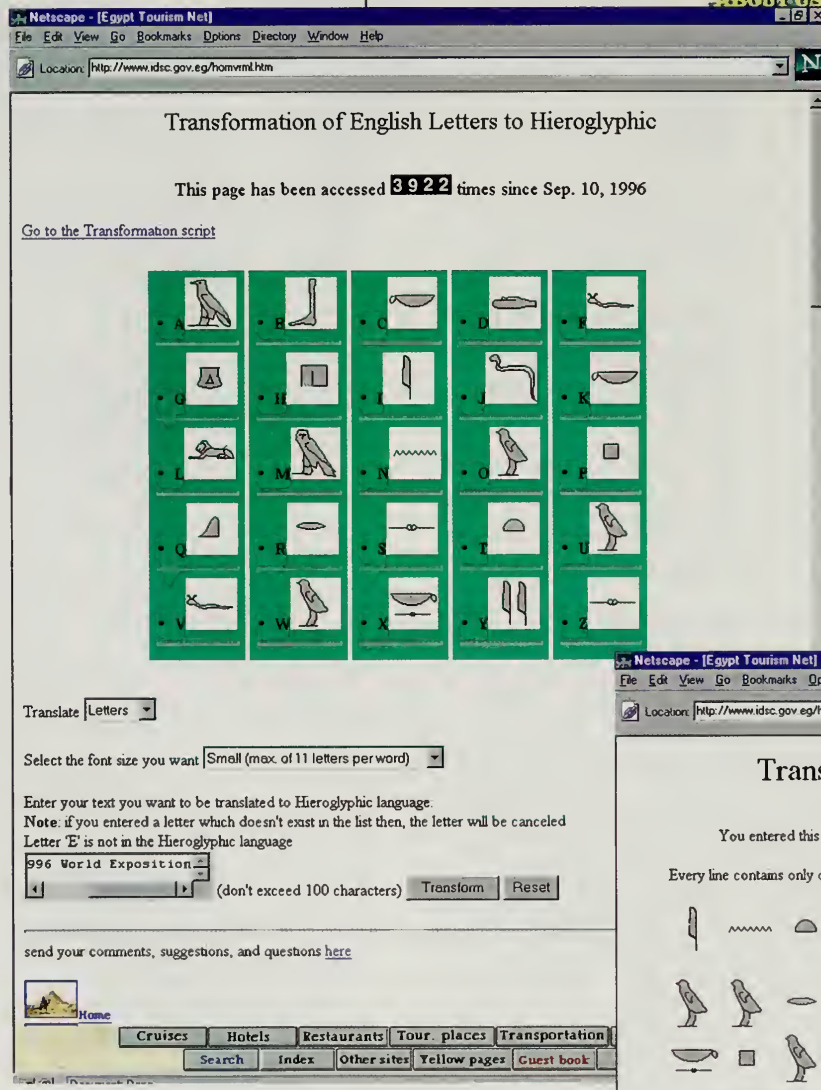 ABOUT US
Netscape - [Egypt Tourism Net]
File Edit View Go Bookmarks Options Directory Window Help
Location: http://www.idsc.gov.eg/homvrml.htm
N
Transformation of English Letters to Hieroglyphic
This page has been accessed 3922 times since Sep. 10, 1996
Go to the Transformation script
• A • B • C • D • F
• G • H • I • J • K
• L • M • N • O • P
• Q • R • S • T • U
• V • W • X • Y • Z
Translate Letters
Select the font size you want Small (max. of 11 letters per word)
Enter your text you want to be translated to Hieroglyphic language.
Note: if you entered a letter which doesn't exist in the list then, the letter will be canceled
Letter 'E' is not in the Hieroglyphic language
996 World Exposition
(don't exceed 100 characters) Transform Reset
send your comments, suggestions, and questions here
Home
Cruises Hotels Restaurants Tour. places Transportation
Search Index Other sites Yellow pages Guest book
Netscape - [Egypt Tourism Net]
File Edit View Go Bookmarks Op
Location: http://www.idsc.gov.eg/h
Trans
You entered this
Every line contains only